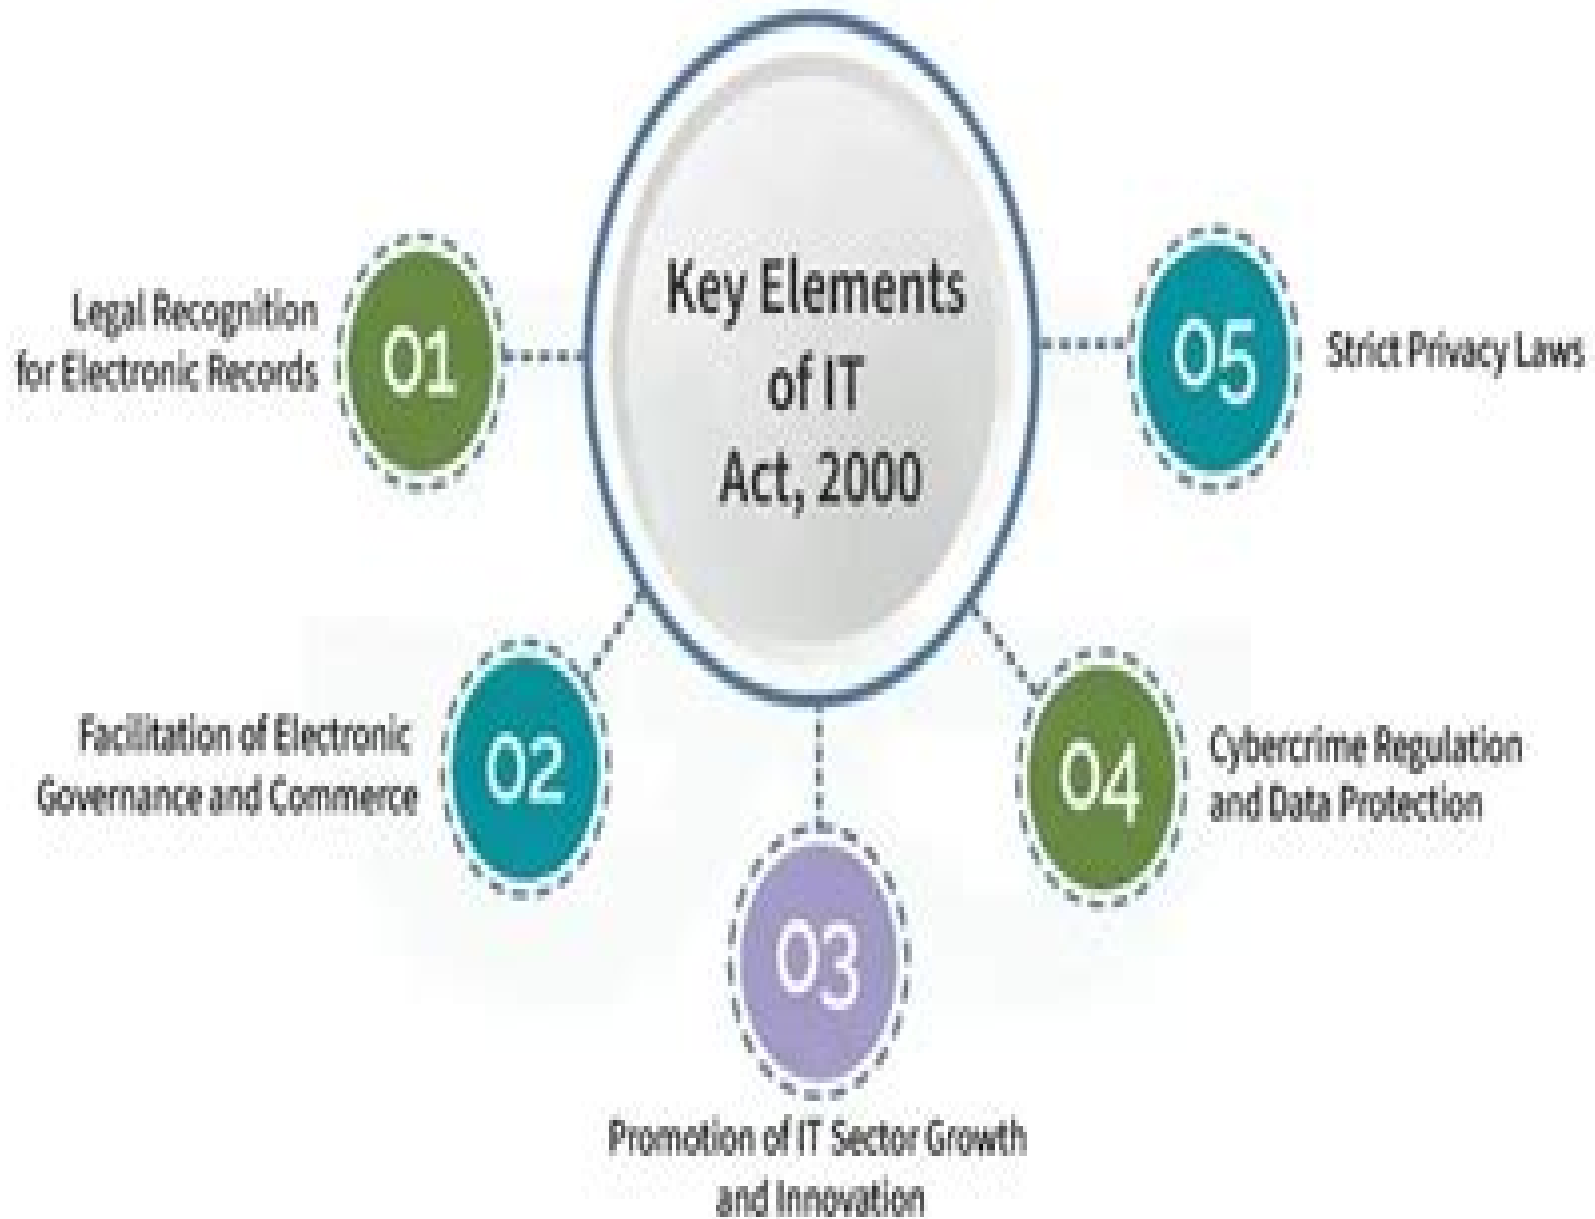 Key Elements
of IT
Act, 2000
01
Legal Recognition
for Electronic Records
02
Facilitation of Electronic
Governance and Commerce
03
Promotion of IT Sector Growth
and Innovation
04
Cybercrime Regulation
and Data Protection
05
Strict Privacy Laws